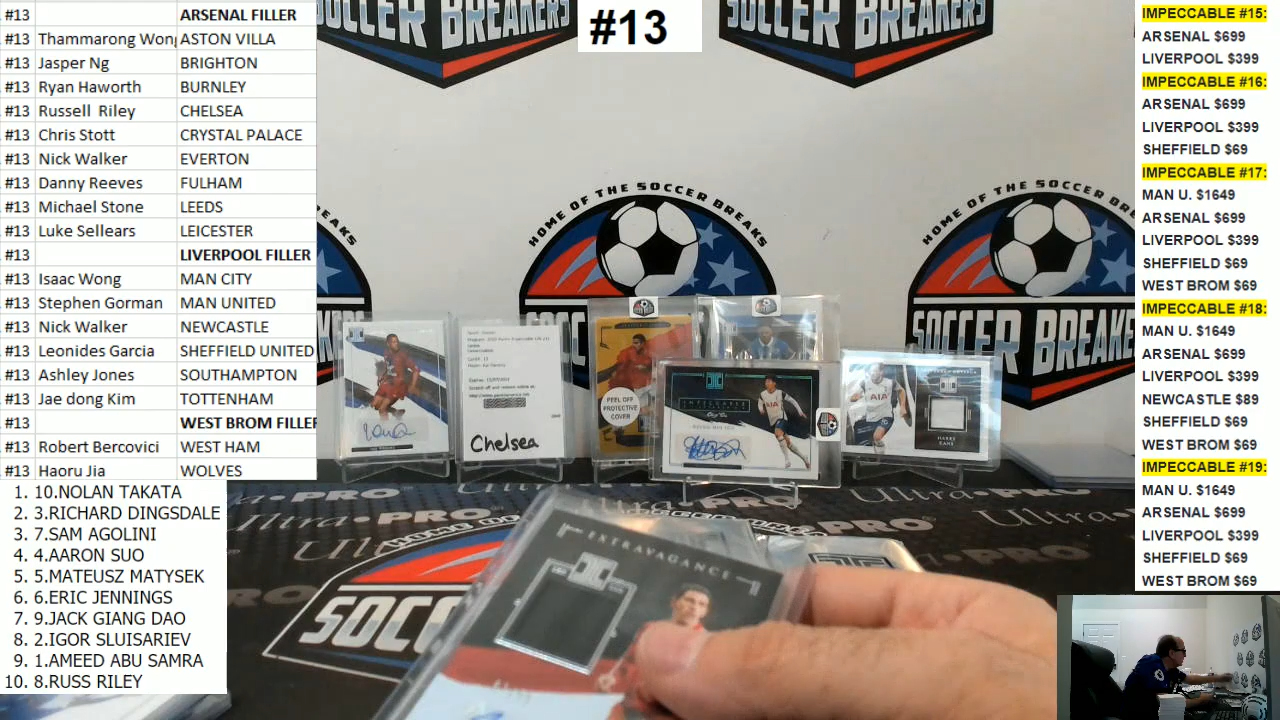 #13 ARSENAL FILLER
#13 Thammarong Wong ASTON VILLA
#13 Jasper Ng BRIGHTON
#13 Ryan Haworth BURNLEY
#13 Russell Riley CHELSEA
#13 Chris Stott CRYSTAL PALACE
#13 Nick Walker EVERTON
#13 Danny Reeves FULHAM
#13 Michael Stone LEEDS
#13 Luke Sellears LEICESTER
#13 LIVERPOOL FILLER
#13 Isaac Wong MAN CITY
#13 Stephen Gorman MAN UNITED
#13 Nick Walker NEWCASTLE
#13 Leonides Garcia SHEFFIELD UNITED
#13 Ashley Jones SOUTHAMPTON
#13 Jae dong Kim TOTTENHAM
#13 WEST BROM FILLER
#13 Robert Bercovici WEST HAM
#13 Haoru Jia WOLVES
1. 10.NOLAN TAKATA
2. 3.RICHARD DINGSDALE
3. 7.SAM AGOLINI
4. 4.AARON SUO
5. 5.MATEUSZ MATYSEK
6. 6.ERIC JENNINGS
7. 9.JACK GIANG DAO
8. 2.IGOR SLUISARIEV
9. 1.AMEED ABU SAMRA
10. 8.RUSS RILEY
SOCCER BREAKERS
#13
SOCCER BREAKERS
HOME OF THE SOCCER BREAKS
HOME OF THE SOCCER BREAKS
SOCCER BREAKERS
PEEL OFF
PROTECTIVE
COVER
Chelsea
HARRY
KANE
AIA
AIA
Ultra PRO
EXTRAVAGANCE
SOCC
IMPECCABLE #15:
ARSENAL $699
LIVERPOOL $399
IMPECCABLE #16:
ARSENAL $699
LIVERPOOL $399
SHEFFIELD $69
IMPECCABLE #17:
MAN U. $1649
ARSENAL $699
LIVERPOOL $399
SHEFFIELD $69
WEST BROM $69
IMPECCABLE #18:
MAN U. $1649
ARSENAL $699
LIVERPOOL $399
NEWCASTLE $89
SHEFFIELD $69
WEST BROM $69
IMPECCABLE #19:
MAN U. $1649
ARSENAL $699
LIVERPOOL $399
SHEFFIELD $69
WEST BROM $69